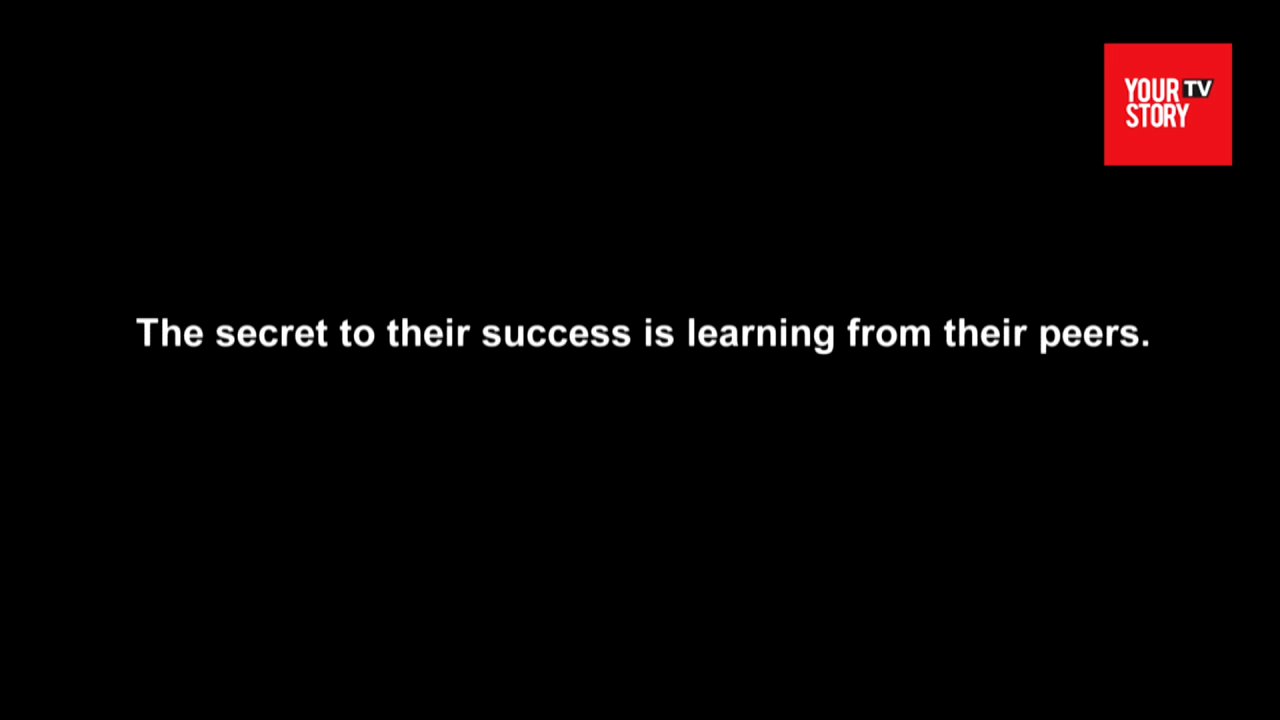 YOUR TV
STORY
The secret to their success is learning from their peers.